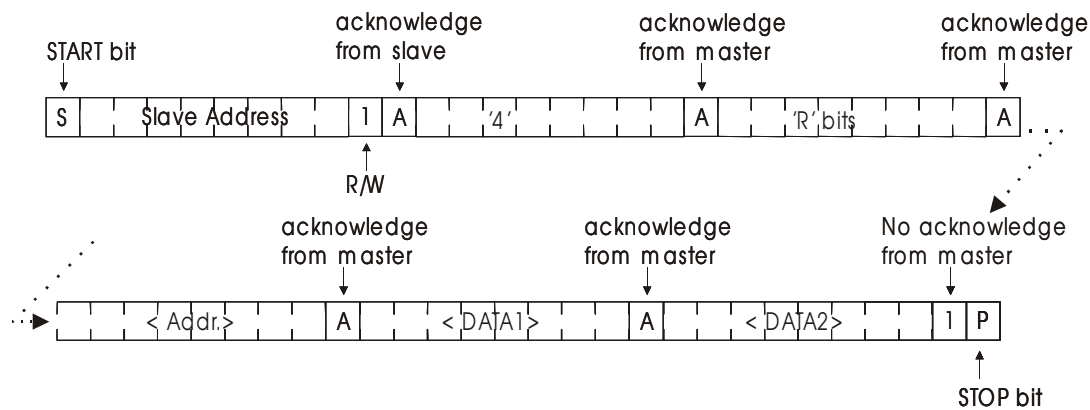 START bit
acknowledge
from slave
acknowledge
from master
acknowledge
from master
S Slave Address 1 A '4' A 'R' bits A
R/W
acknowledge
from master
acknowledge
from master
No acknowledge
from master
< Addr.> A < DATA1> A < DATA2> 1 P
STOP bit